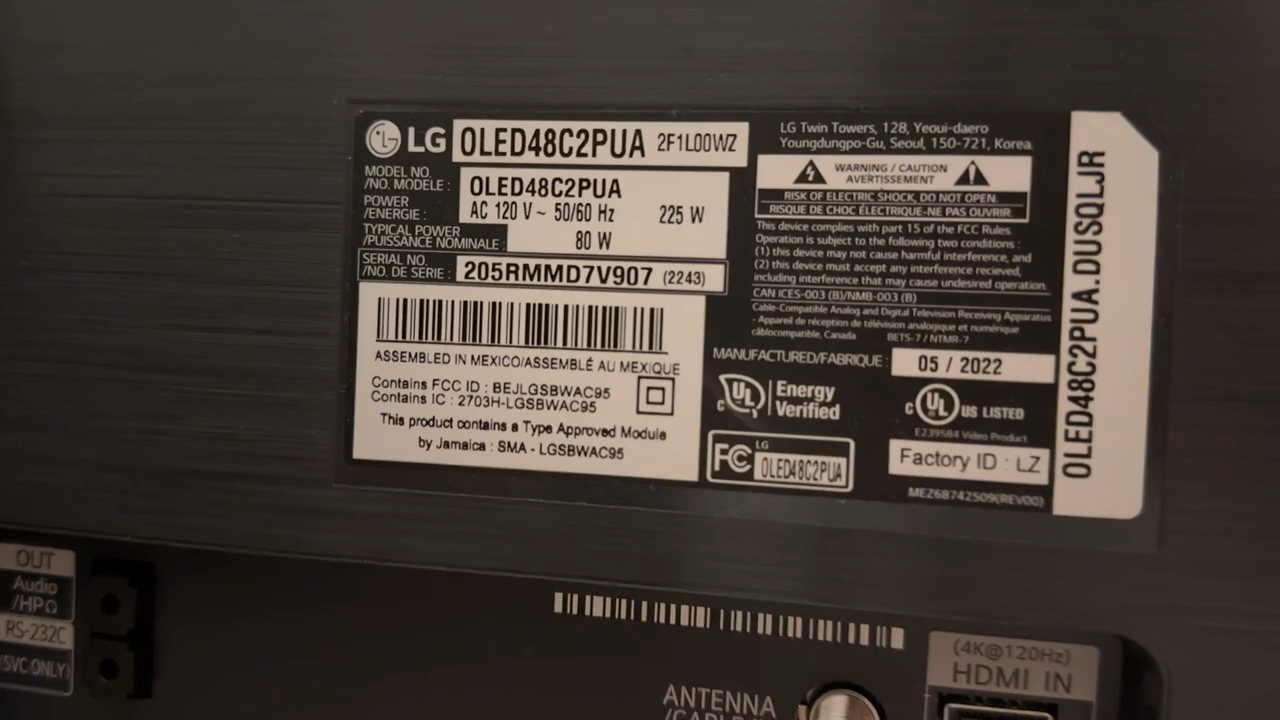 LG OLED48C2PUA 2F1L00WZ
MODEL NO.
/NO. MODELE : OLED48C2PUA
POWER
/ÉNERGIE : AC 120 V ~ 50/60 Hz 225 W
TYPICAL POWER
/PUISSANCE NOMINALE : 80 W
SERIAL NO.
/NO. DE SÉRIE : 205RMMD7V907 (2243)
ASSEMBLED IN MEXICO/ASSEMBLÉ AU MEXIQUE
Contains FCC ID : BEJLGSBWAC95
Contains IC : 2703H-LGSBWAC95
This product contains a Type Approved Module
by Jamaica : SMA - LGSBWAC95
LG Twin Towers, 128, Yeoui-daero
Youngdungpo-Gu, Seoul, 150-721, Korea.
WARNING / CAUTION
AVERTISSEMENT
RISK OF ELECTRIC SHOCK, DO NOT OPEN.
RISQUE DE CHOC ÉLECTRIQUE-NE PAS OUVRIR.
This device complies with part 15 of the FCC Rules.
Operation is subject to the following two conditions :
(1) this device may not cause harmful interference, and
(2) this device must accept any interference recieved,
including interference that may cause undesired operation.
CAN ICES-003 (B)/NMB-003 (B)
Cable-Compatible Analog and Digital Television Receiving Apparatus
- Appareil de réception de télévision analogique et numérique
câblocompatible, Canada BETS-7 / NTMR-7
MANUFACTURED/FABRIQUÉ : 05 / 2022
c UL Energy
Verified
c UL US LISTED
E239584 Video Product
FC LG
OLED48C2PUA
Factory ID : LZ
MEZ68742509(REV00)
OLED48C2PUA.DUSQLJR
OUT
Audio
/HPΩ
RS-232C
(SVC ONLY)
(4K@120Hz)
HDMI IN
ANTENNA